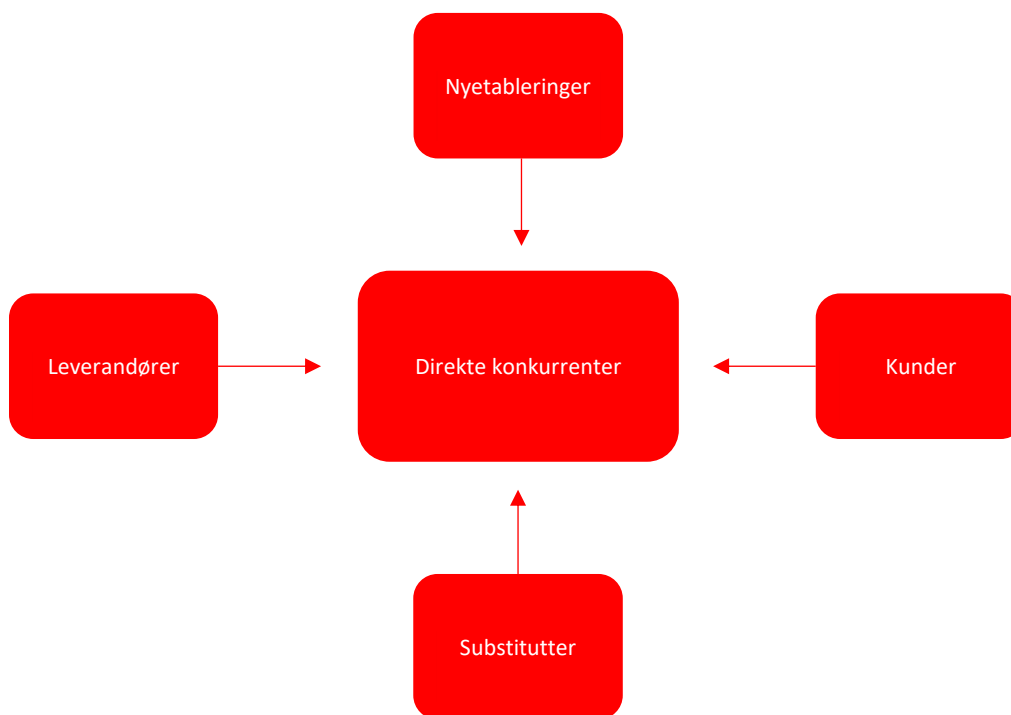 Nyetableringer
Leverandører
Direkte konkurrenter
Kunder
Substitutter